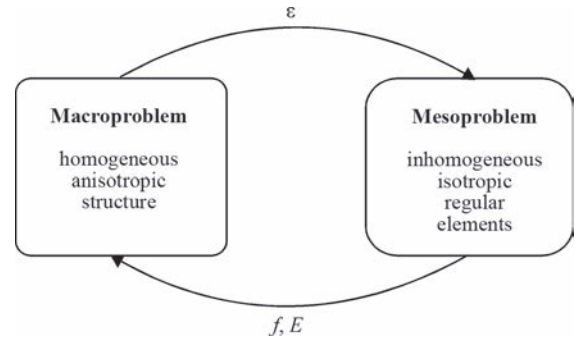 ε
Macroproblem
homogeneous
anisotropic
structure
Mesoproblem
inhomogeneous
isotropic
regular
elements
f, E